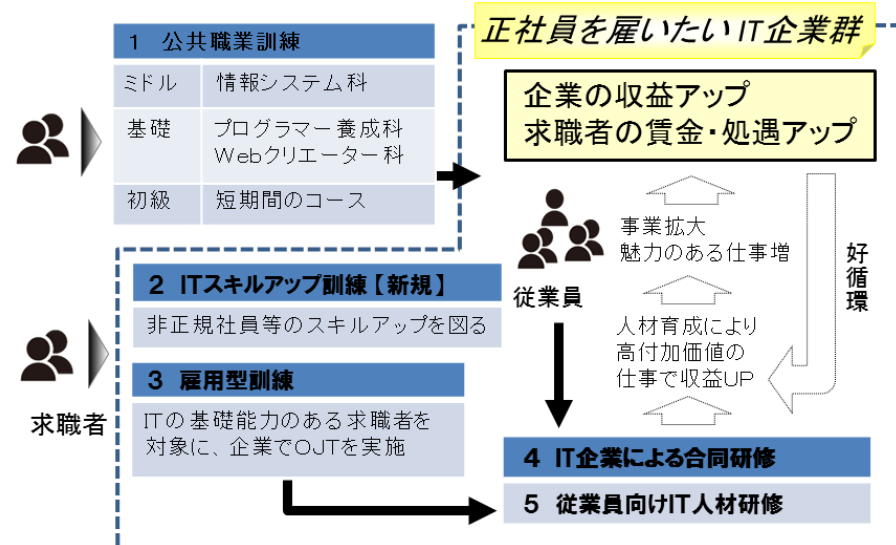 正社員を雇いたいIT企業群
1 公共職業訓練
ミドル 情報システム科
基礎 プログラマー養成科
Webクリエーター科
初級 短期間のコース
企業の収益アップ
求職者の賃金・処遇アップ
事業拡大
魅力のある仕事増
好循環
従業員
人材育成により
高付加価値の
仕事で収益UP
2 ITスキルアップ訓練【新規】
非正規社員等のスキルアップを図る
3 雇用型訓練
ITの基礎能力のある求職者を
対象に、企業でOJTを実施
求職者
4 IT企業による合同研修
5 従業員向けIT人材研修